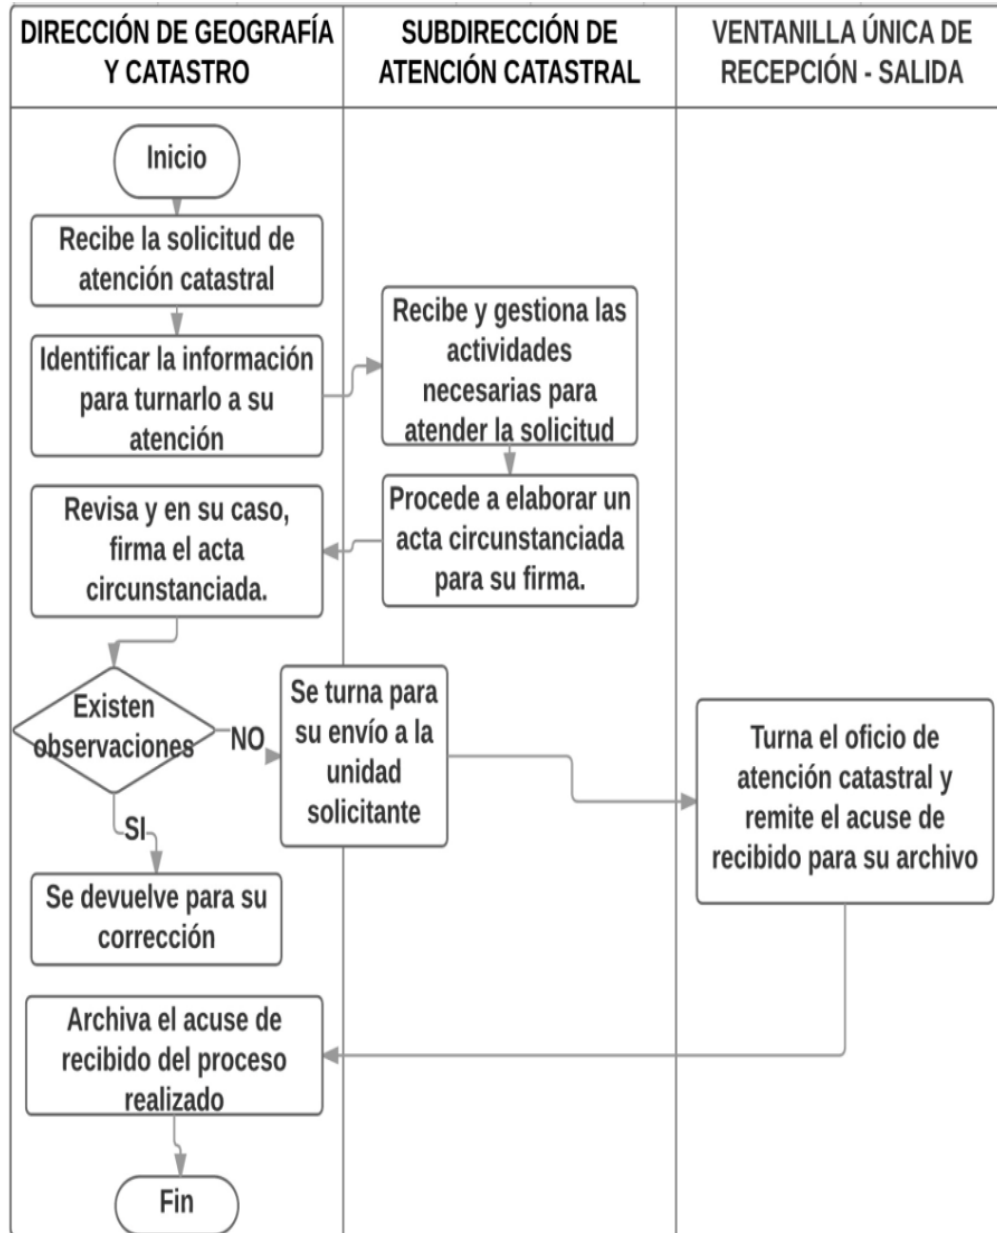 DIRECCIÓN DE GEOGRAFÍA
Y CATASTRO
SUBDIRECCIÓN DE
ATENCIÓN CATASTRAL
VENTANILLA ÚNICA DE
RECEPCIÓN - SALIDA
Inicio
Recibe la solicitud de
atención catastral
Identificar la información
para turnarlo a su
atención
Recibe y gestiona las
actividades
necesarias para
atender la solicitud
Procede a elaborar un
acta circunstanciada
para su firma.
Revisa y en su caso,
firma el acta
circunstanciada.
Existen
observaciones
NO
SI
Se turna para
su envío a la
unidad
solicitante
Turna el oficio de
atención catastral y
remite el acuse de
recibido para su archivo
Se devuelve para su
corrección
Archiva el acuse de
recibido del proceso
realizado
Fin